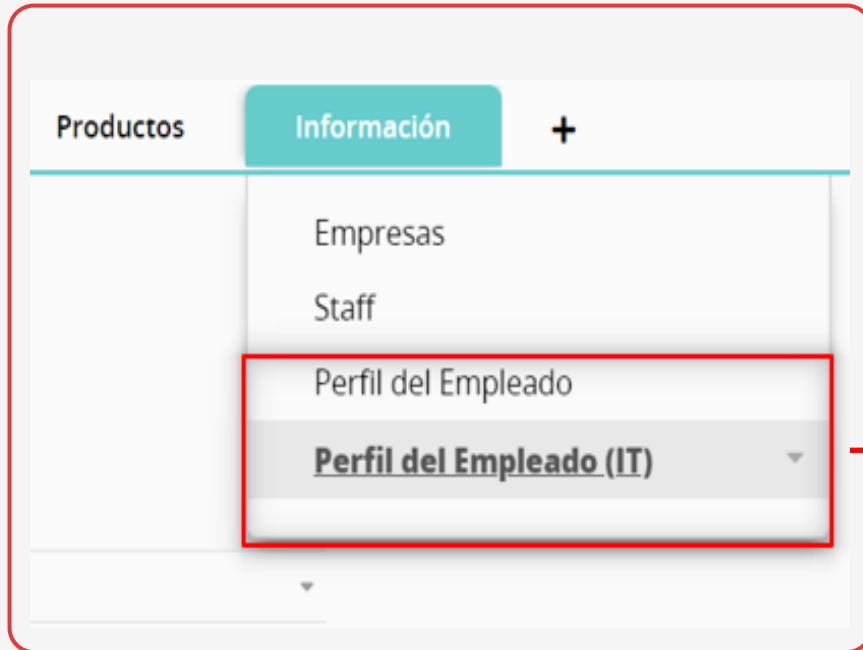 Productos Información +
Empresas
Staff
Perfil del Empleado
Perfil del Empleado (IT)